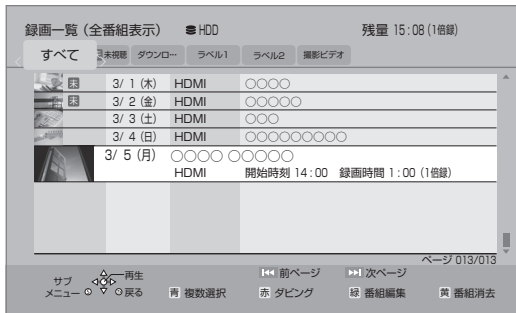 録画一覧（全番組表示） HDD 残量 15:08（1倍録）
すべて 未視聴 ダウンロ… ラベル1 ラベル2 撮影ビデオ
未 3/ 1 (木) HDMI ○○○○
未 3/ 2 (金) HDMI ○○○○○
3/ 3 (土) HDMI ○○○
3/ 4 (日) HDMI ○○○○○○○○○
3/ 5 (月) ○○○○ ○○○○○
HDMI 開始時刻 14:00 録画時間 1:00（1倍録）
ページ 013/013
サブメニュー 再生 戻る
前ページ 次ページ
青 複数選択 赤 ダビング 緑 番組編集 黄 番組消去